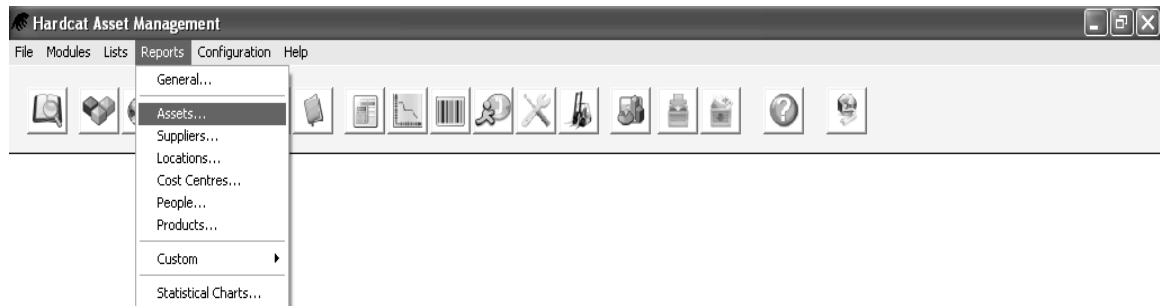 Hardcat Asset Management
File Modules Lists Reports Configuration Help
General...
Assets...
Suppliers...
Locations...
Cost Centres...
People...
Products...
Custom
Statistical Charts...